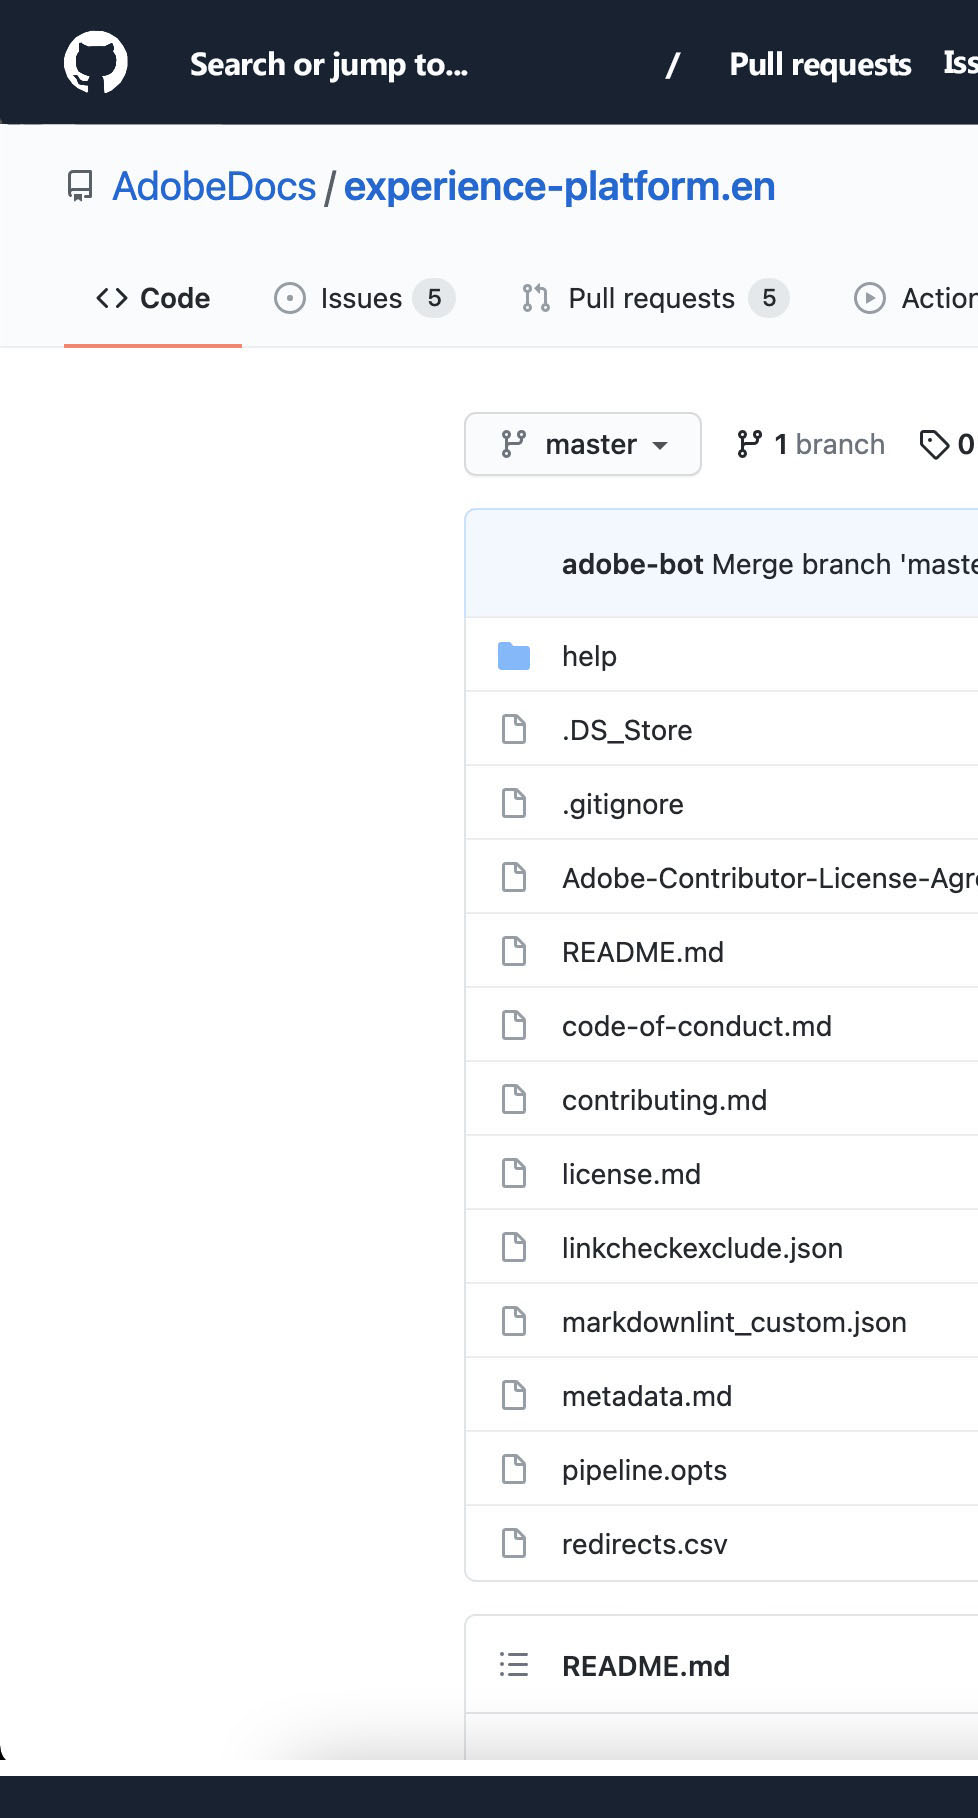 Search or jump to... / Pull requests Iss
AdobeDocs / experience-platform.en
Code Issues 5 Pull requests 5 Action
master 1 branch 0
adobe-bot Merge branch 'maste
help
.DS_Store
.gitignore
Adobe-Contributor-License-Agre
README.md
code-of-conduct.md
contributing.md
license.md
linkcheckexclude.json
markdownlint_custom.json
metadata.md
pipeline.opts
redirects.csv
README.md